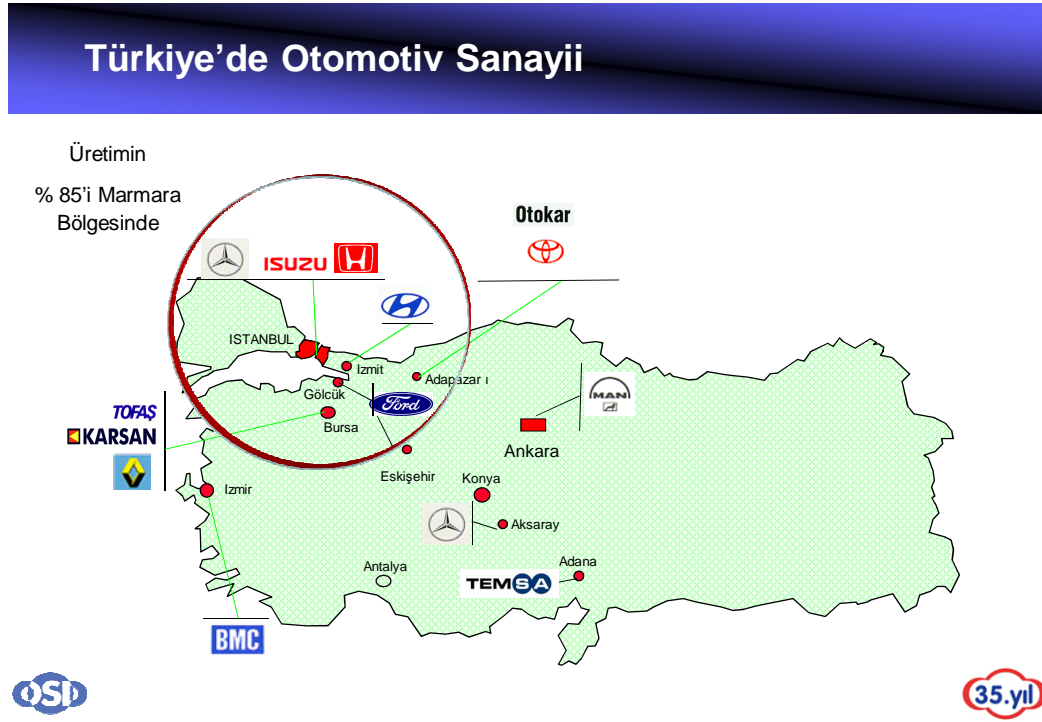 Türkiye’de Otomotiv Sanayii
Üretimin
% 85’i Marmara
Bölgesinde
Otokar
ISUZU
ISTANBUL
Izmit
Adapazar ı
Gölcük
Ford
MAN
TOFAŞ
KARSAN
Bursa
Ankara
Eskişehir
Konya
Izmir
Aksaray
Antalya
Adana
TEMSA
BMC
OSD
35.yıl